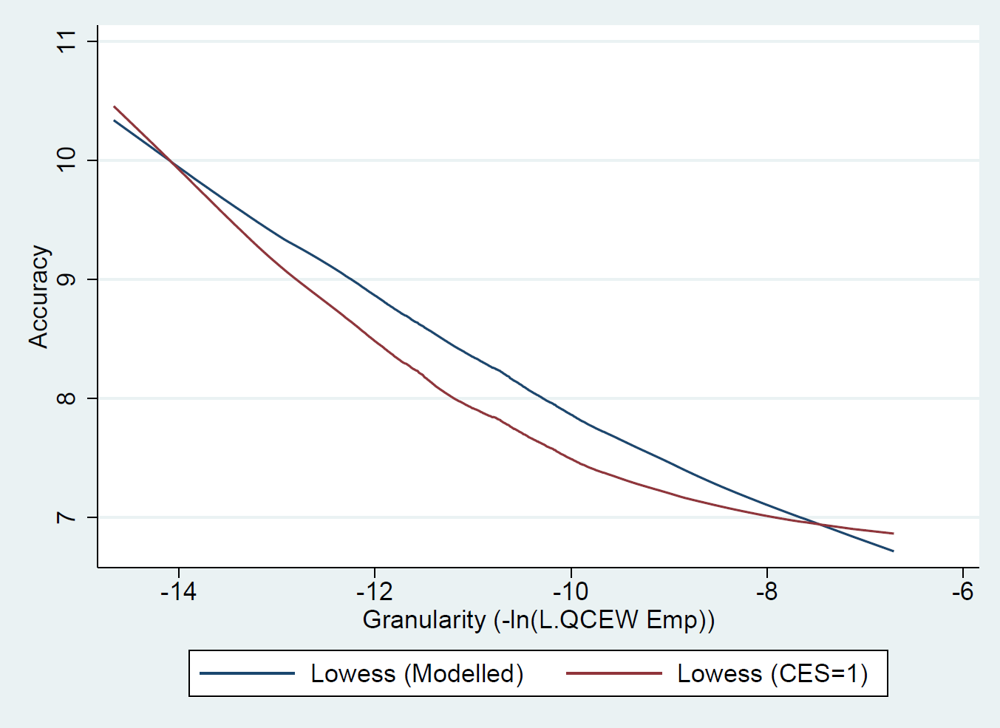 11
10
9
8
7
Accuracy
-14 -12 -10 -8 -6
Granularity (-ln(L.QCEW Emp))
Lowess (Modelled) Lowess (CES=1)